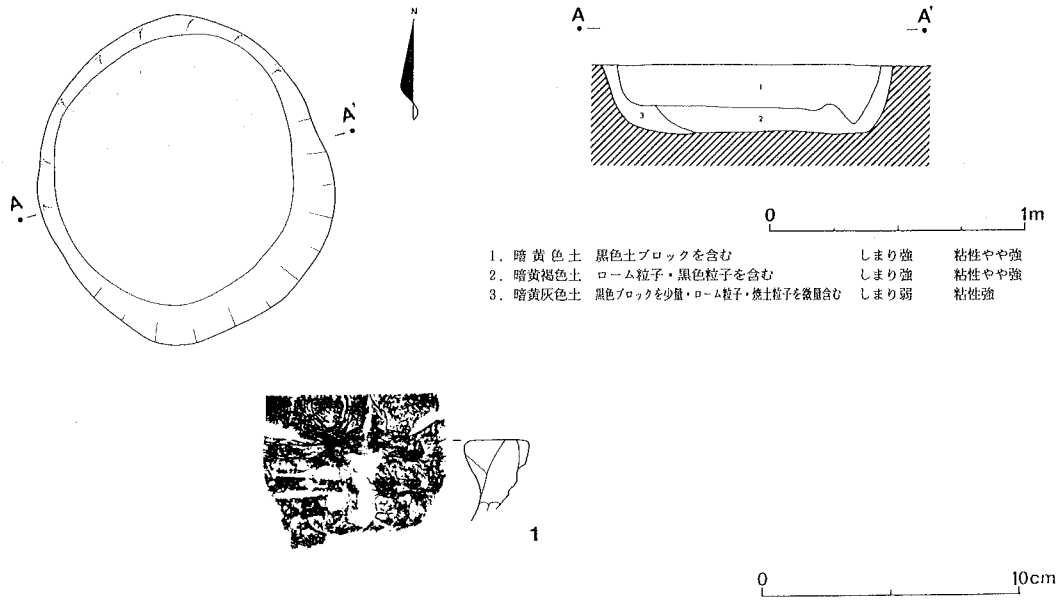 N
A
A'
A
A'
1
2
3
0 1m
1. 暗黄色土 黒色土ブロックを含む しまり強 粘性やや強
2. 暗黄褐色土 ローム粒子・黒色粒子を含む しまり強 粘性やや強
3. 暗黄灰色土 黒色ブロックを少量・ローム粒子・焼土粒子を微量含む しまり弱 粘性強
1
0 10cm